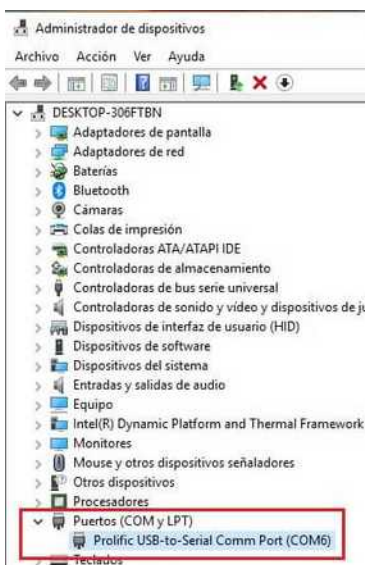 Administrador de dispositivos
Archivo Acción Ver Ayuda
DESKTOP-306FTBN
Adaptadores de pantalla
Adaptadores de red
Baterías
Bluetooth
Cámaras
Colas de impresión
Controladoras ATA/ATAPI IDE
Controladoras de almacenamiento
Controladoras de bus serie universal
Controladoras de sonido y vídeo y dispositivos de ju
Dispositivos de interfaz de usuario (HID)
Dispositivos de software
Dispositivos del sistema
Entradas y salidas de audio
Equipo
Intel(R) Dynamic Platform and Thermal Framework
Monitores
Mouse y otros dispositivos señaladores
Otros dispositivos
Procesadores
Puertos (COM y LPT)
Prolific USB-to-Serial Comm Port (COM6)
Teclados